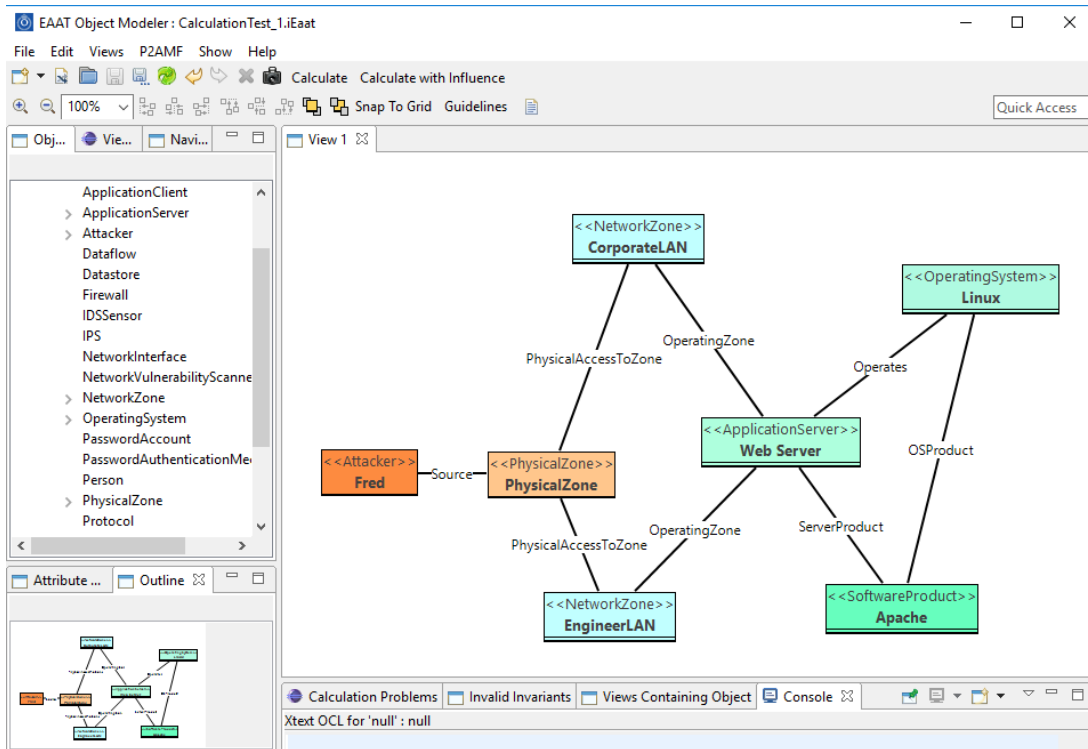 EAAT Object Modeler : CalculationTest_1.iEaat
File Edit Views P2AMF Show Help
Calculate Calculate with Influence
100% Snap To Grid Guidelines Quick Access
Obj... Vie... Navi...
ApplicationClient
ApplicationServer
Attacker
Dataflow
Datastore
Firewall
IDSSensor
IPS
NetworkInterface
NetworkVulnerabilityScanne
NetworkZone
OperatingSystem
PasswordAccount
PasswordAuthenticationMe
Person
PhysicalZone
Protocol
Attribute ... Outline
View 1
<<NetworkZone>>
CorporateLAN
<<OperatingSystem>>
Linux
OperatingZone
PhysicalAccessToZone
Operates
<<ApplicationServer>>
Web Server
OSProduct
<<Attacker>>
Fred
Source
<<PhysicalZone>>
PhysicalZone
OperatingZone
ServerProduct
PhysicalAccessToZone
<<NetworkZone>>
EngineerLAN
<<SoftwareProduct>>
Apache
Calculation Problems Invalid Invariants Views Containing Object Console
Xtext OCL for 'null' : null